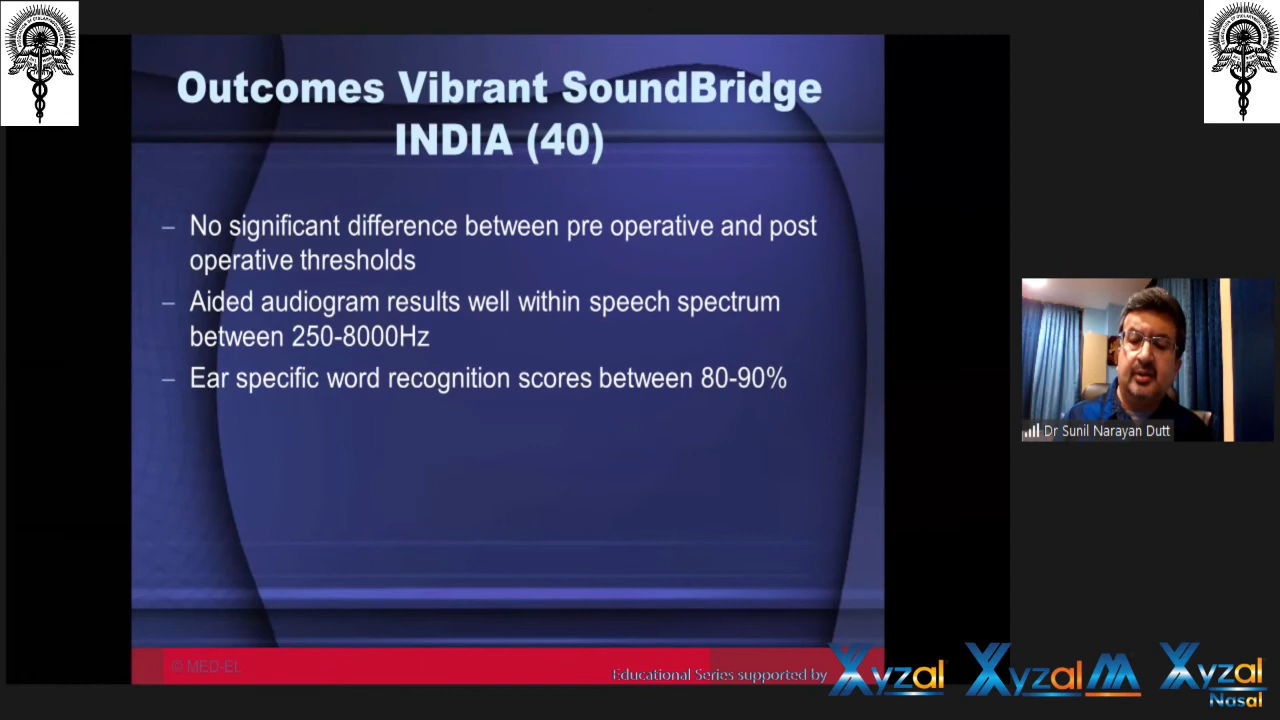 Outcomes Vibrant SoundBridge
INDIA (40)
– No significant difference between pre operative and post
operative thresholds
– Aided audiogram results well within speech spectrum
between 250-8000Hz
– Ear specific word recognition scores between 80-90%
Dr Sunil Narayan Dutt
© MED-EL
Educational Series supported by
Xyzal
Xyzal M
Xyzal
Nasal